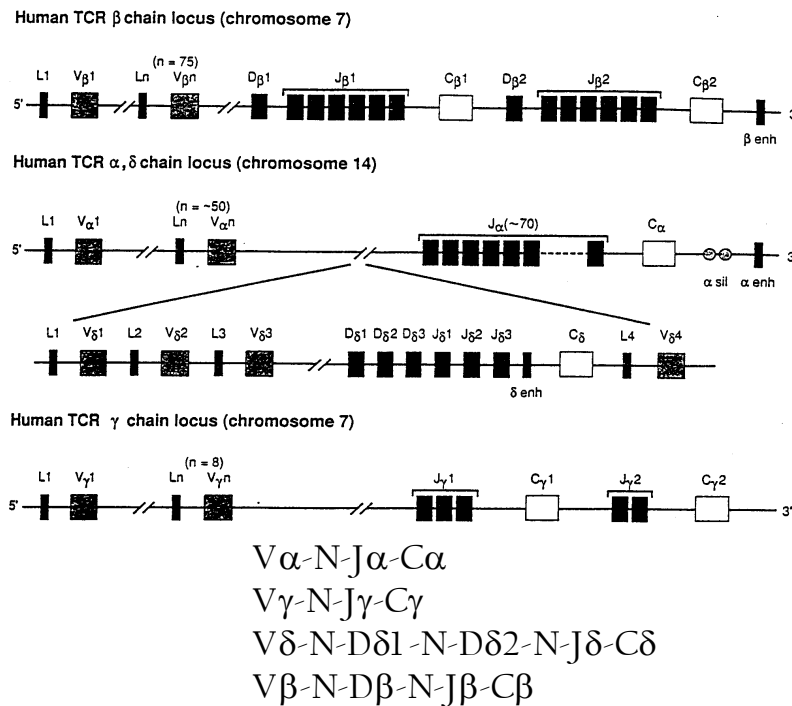 Human TCR β chain locus (chromosome 7)
(n = 75)
L1 Vβ1 Ln Vβn Dβ1 Jβ1 Cβ1 Dβ2 Jβ2 Cβ2
5' 3'
β enh
Human TCR α,δ chain locus (chromosome 14)
(n = ~50)
L1 Vα1 Ln Vαn Jα(~70) Cα
5' 3'
α sil α enh
L1 Vδ1 L2 Vδ2 L3 Vδ3 Dδ1 Dδ2 Dδ3 Jδ1 Jδ2 Jδ3 Cδ L4 Vδ4
δ enh
Human TCR γ chain locus (chromosome 7)
(n = 8)
L1 Vγ1 Ln Vγn Jγ1 Cγ1 Jγ2 Cγ2
5' 3'
Vα-N-Jα-Cα
Vγ-N-Jγ-Cγ
Vδ-N-Dδ1-N-Dδ2-N-Jδ-Cδ
Vβ-N-Dβ-N-Jβ-Cβ